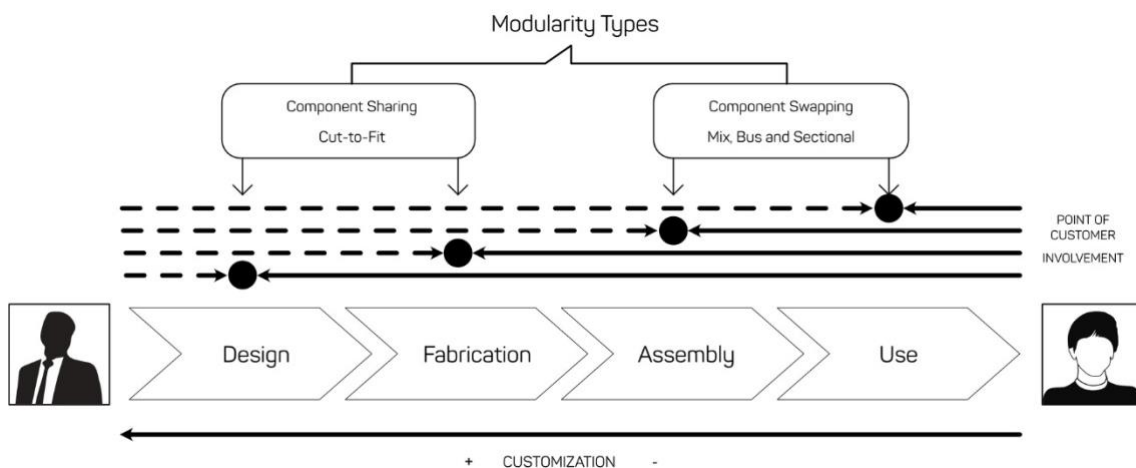 Modularity Types
Component Sharing
Cut-to-Fit
Component Swapping
Mix, Bus and Sectional
POINT OF
CUSTOMER
INVOLVEMENT
Design
Fabrication
Assembly
Use
+ CUSTOMIZATION -